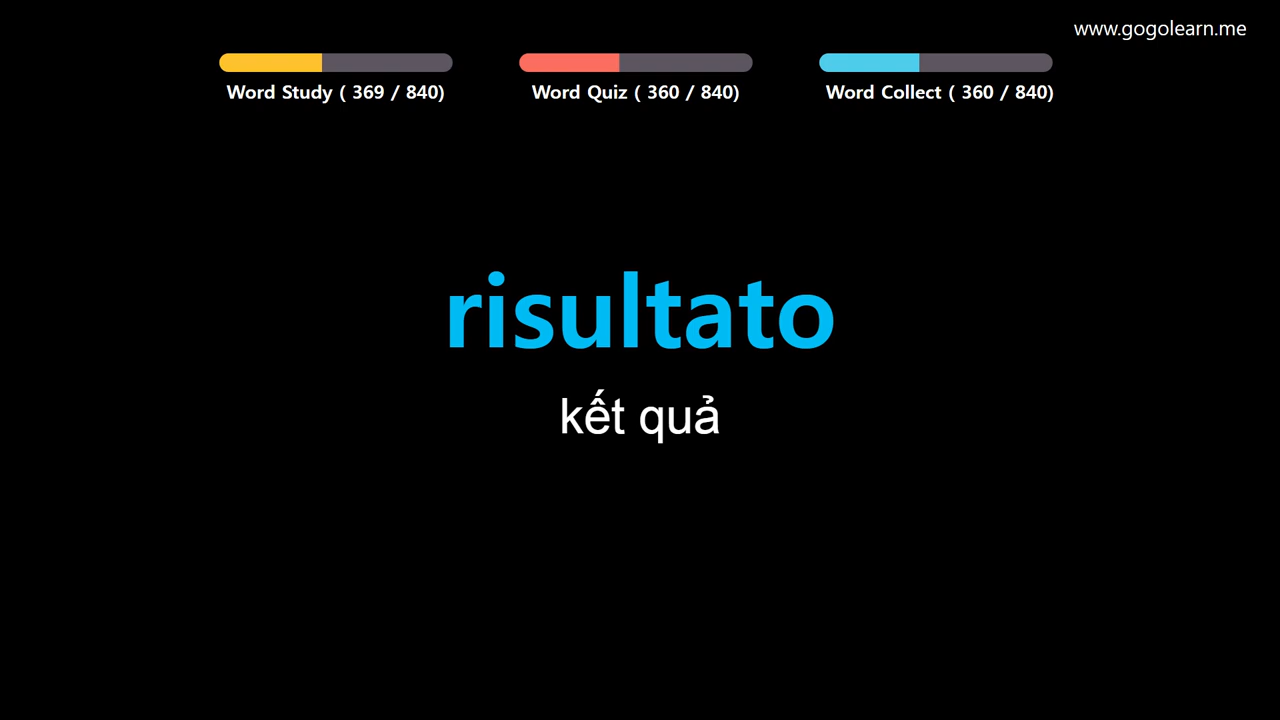 www.gogolearn.me
Word Study ( 369 / 840)
Word Quiz ( 360 / 840)
Word Collect ( 360 / 840)
risultato
kết quả